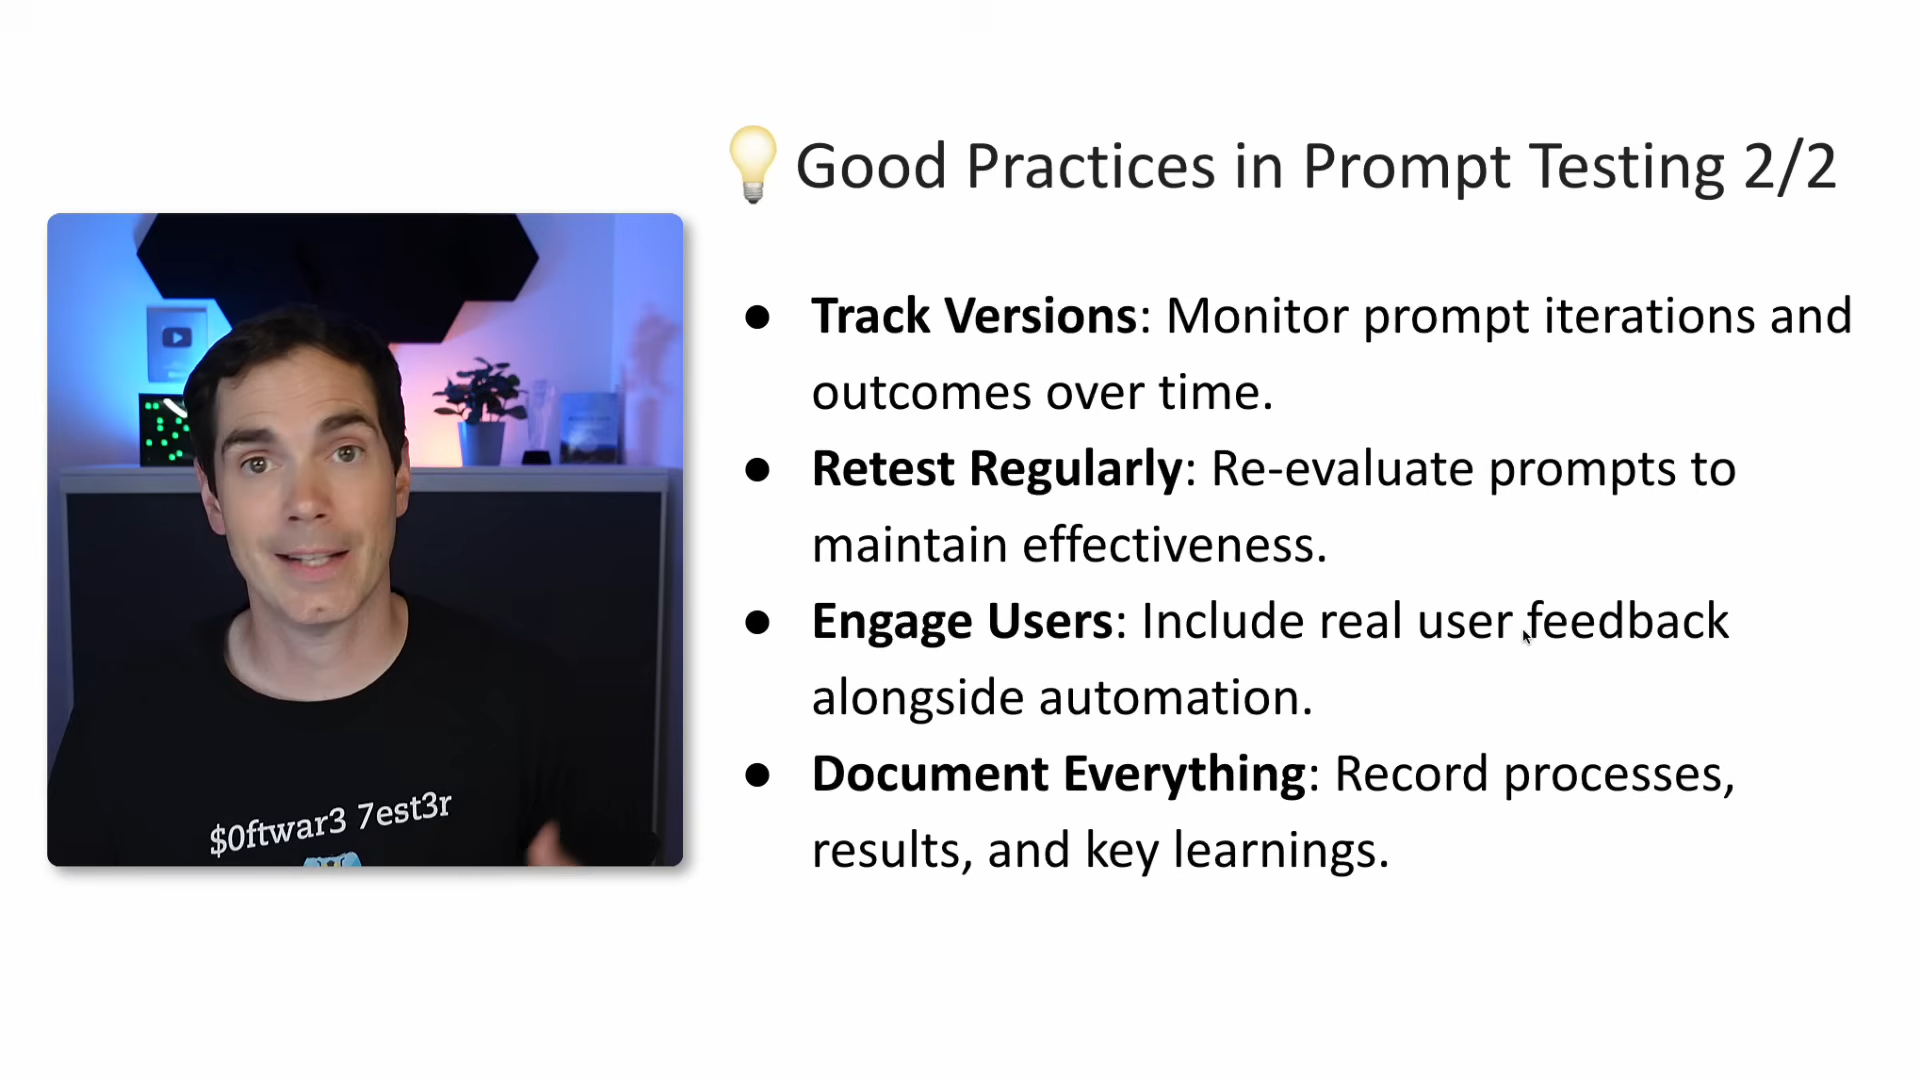 💡 Good Practices in Prompt Testing 2/2
● Track Versions: Monitor prompt iterations and
outcomes over time.
● Retest Regularly: Re-evaluate prompts to
maintain effectiveness.
● Engage Users: Include real user feedback
alongside automation.
● Document Everything: Record processes,
results, and key learnings.
$0ftwar3 7est3r